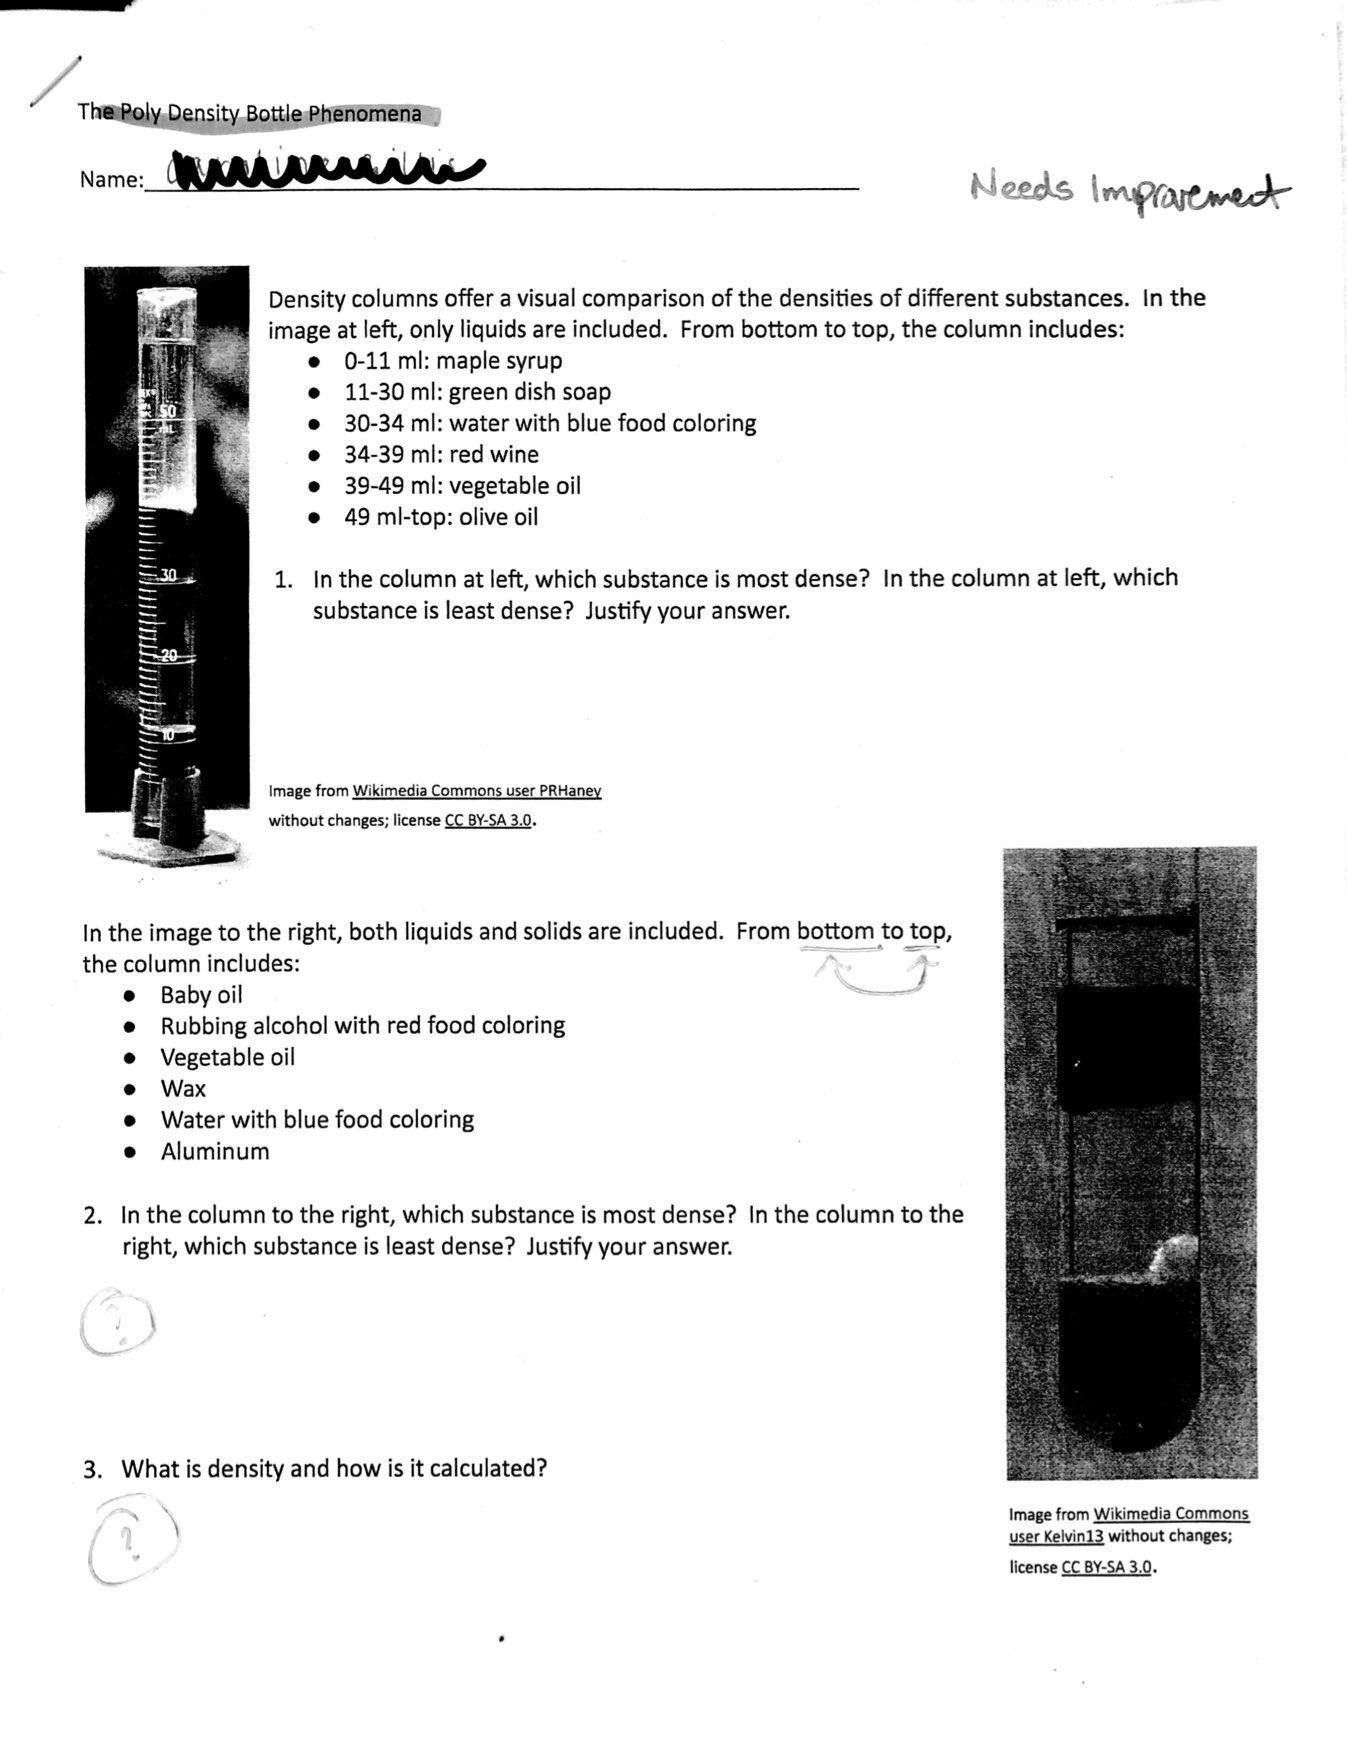 The Poly Density Bottle Phenomena
Name:
Needs Improvement
Density columns offer a visual comparison of the densities of different substances. In the
image at left, only liquids are included. From bottom to top, the column includes:
• 0-11 ml: maple syrup
• 11-30 ml: green dish soap
• 30-34 ml: water with blue food coloring
• 34-39 ml: red wine
• 39-49 ml: vegetable oil
• 49 ml-top: olive oil
50
30
20
10
1. In the column at left, which substance is most dense? In the column at left, which
substance is least dense? Justify your answer.
Image from Wikimedia Commons user PRHaney
without changes; license CC BY-SA 3.0.
In the image to the right, both liquids and solids are included. From bottom to top,
the column includes:
• Baby oil
• Rubbing alcohol with red food coloring
• Vegetable oil
• Wax
• Water with blue food coloring
• Aluminum
2. In the column to the right, which substance is most dense? In the column to the
right, which substance is least dense? Justify your answer.
?
3. What is density and how is it calculated?
?
Image from Wikimedia Commons
user Kelvin13 without changes;
license CC BY-SA 3.0.